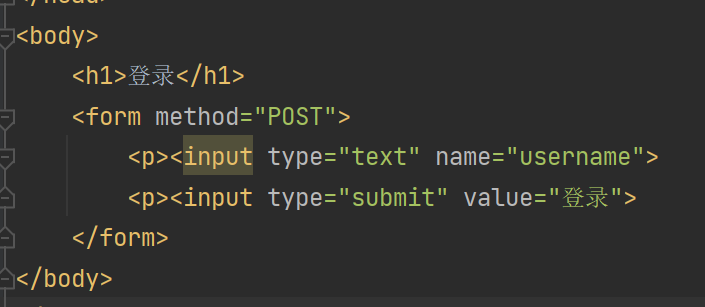 <body>
<h1>登录</h1>
<form method="POST">
<p><input type="text" name="username">
<p><input type="submit" value="登录">
</form>
</body>